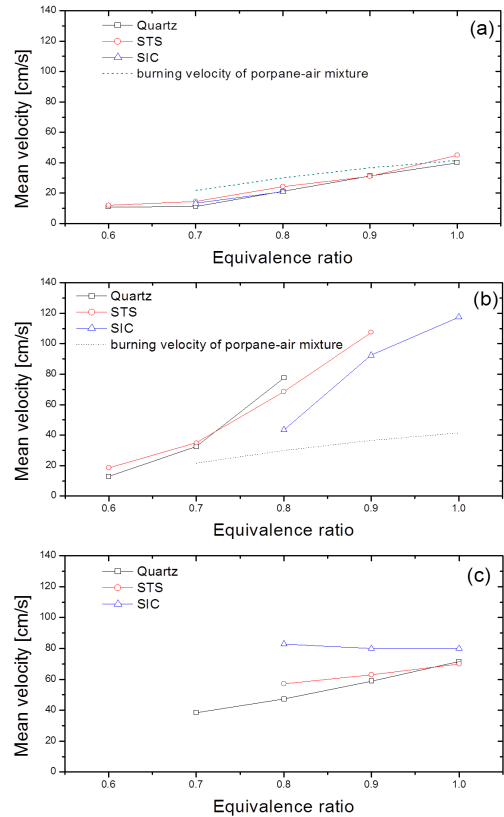 (a)
Quartz
STS
SIC
burning velocity of porpane-air mixture
Mean velocity [cm/s]
140
120
100
80
60
40
20
0
0.6 0.7 0.8 0.9 1.0
Equivalence ratio
(b)
Quartz
STS
SIC
burning velocity of porpane-air mixture
Mean velocity [cm/s]
140
120
100
80
60
40
20
0
0.6 0.7 0.8 0.9 1.0
Equivalence ratio
(c)
Quartz
STS
SIC
Mean velocity [cm/s]
140
120
100
80
60
40
20
0
0.6 0.7 0.8 0.9 1.0
Equivalence ratio